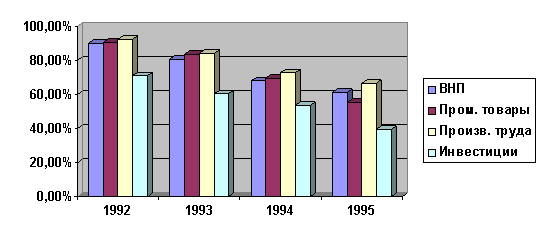 100,00%
80,00%
60,00%
40,00%
20,00%
0,00%
1992 1993 1994 1995
ВНП
Пром. товары
Произв. труда
Инвестиции